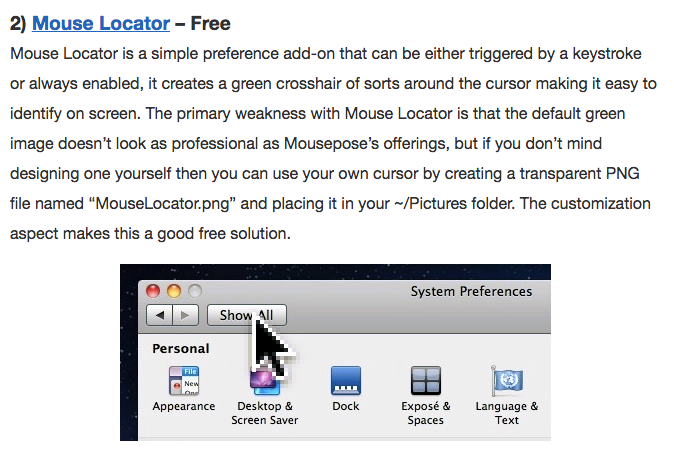 2) Mouse Locator – Free
Mouse Locator is a simple preference add-on that can be either triggered by a keystroke
or always enabled, it creates a green crosshair of sorts around the cursor making it easy to
identify on screen. The primary weakness with Mouse Locator is that the default green
image doesn’t look as professional as Mousepose’s offerings, but if you don’t mind
designing one yourself then you can use your own cursor by creating a transparent PNG
file named “MouseLocator.png” and placing it in your ~/Pictures folder. The customization
aspect makes this a good free solution.
System Preferences
Show All
Personal
File
New
Appearance
Desktop &
Screen Saver
Dock
Exposé &
Spaces
Language &
Text